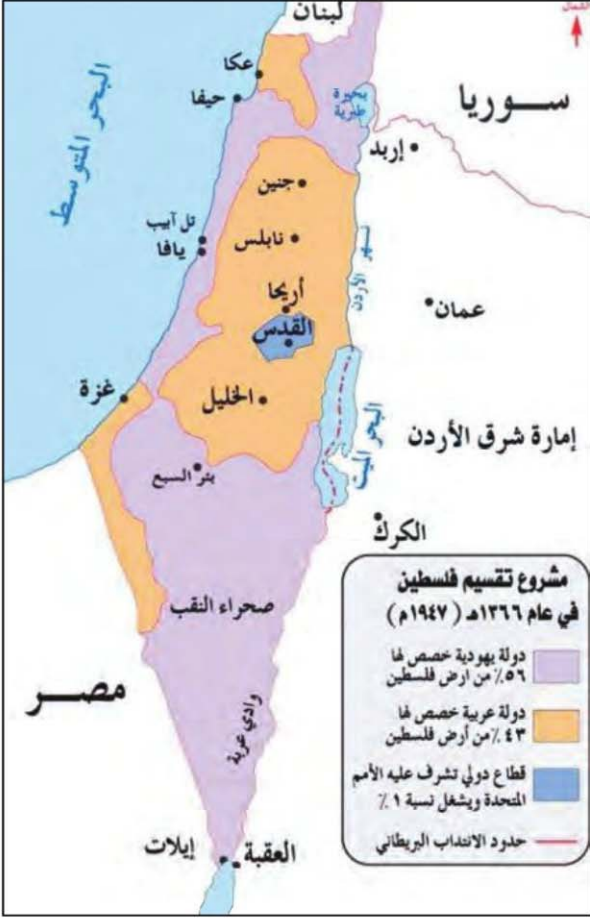 لبنان
الشمال
عكا
حيفا
البحر المتوسط
بحيرة
طبرية
سوريا
إربد
جنين
تل آبيب
يافا
نابلس
نهر الأردن
أريحا
القدس
عمان
غزة
الخليل
البحر الميت
إمارة شرق الأردن
بئر السبع
الكرك
صحراء النقب
مصر
وادي عربة
إيلات
العقبة
مشروع تقسيم فلسطين
في عام ١٣٦٦هـ (١٩٤٧م)
دولة يهودية خصص لها
٥٦٪ من ارض فلسطين
دولة عربية خصص لها
٤٣٪ من أرض فلسطين
قطاع دولي تشرف عليه الأمم
المتحدة ويشغل نسبة ١٪
حدود الانتداب البريطاني